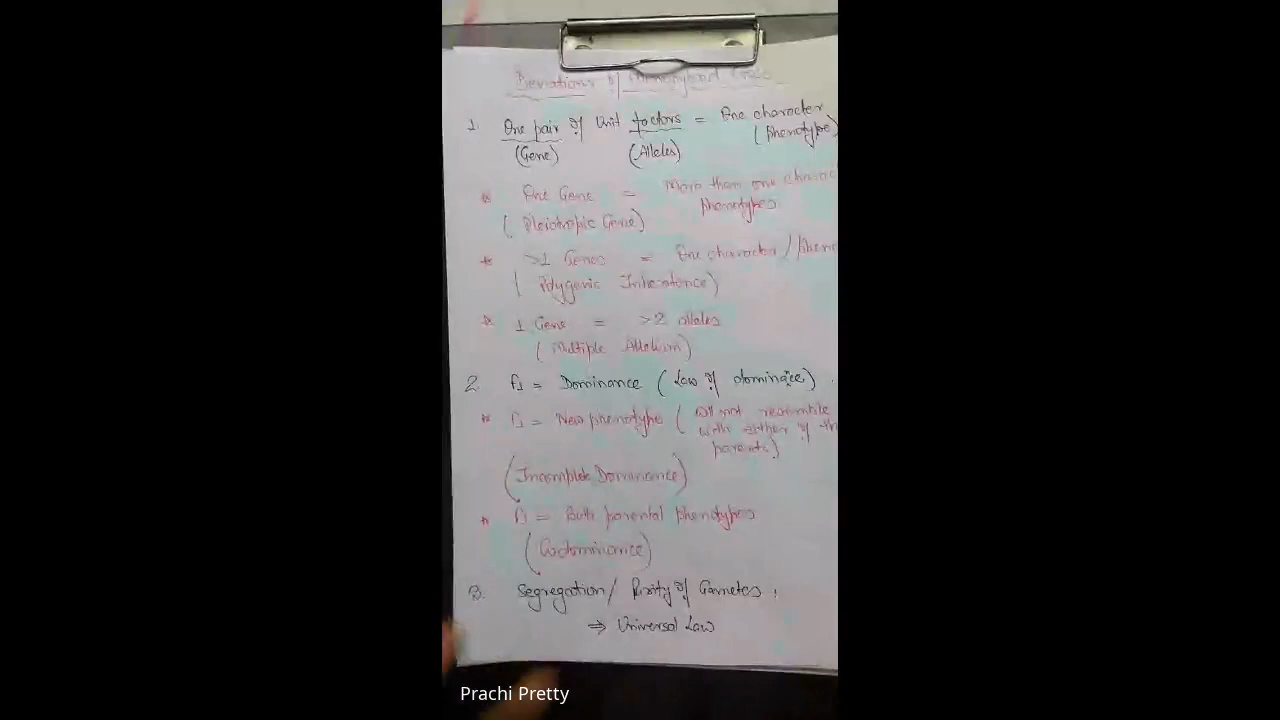 Deviations of Monohybrid Cross
1. One pair of Unit factors = One character
(Gene) (Alleles) (Phenotype)
* One Gene = More than one
phenotypes
(Pleiotropic Gene)
* >1 Genes = One character/
(Polygenic Inheritance)
* 1 Gene = >2 alleles
(Multiple Allelism)
2. F1 = Dominance (Law of dominace).
* F1 = New phenotype (will not resemble
with either of the
parents)
(Incomplete Dominance)
* F1 = Both parental phenotypes
(Codominance)
3. Segregation/ Purity of Gametes.
⇒ Universal Law
Prachi Pretty